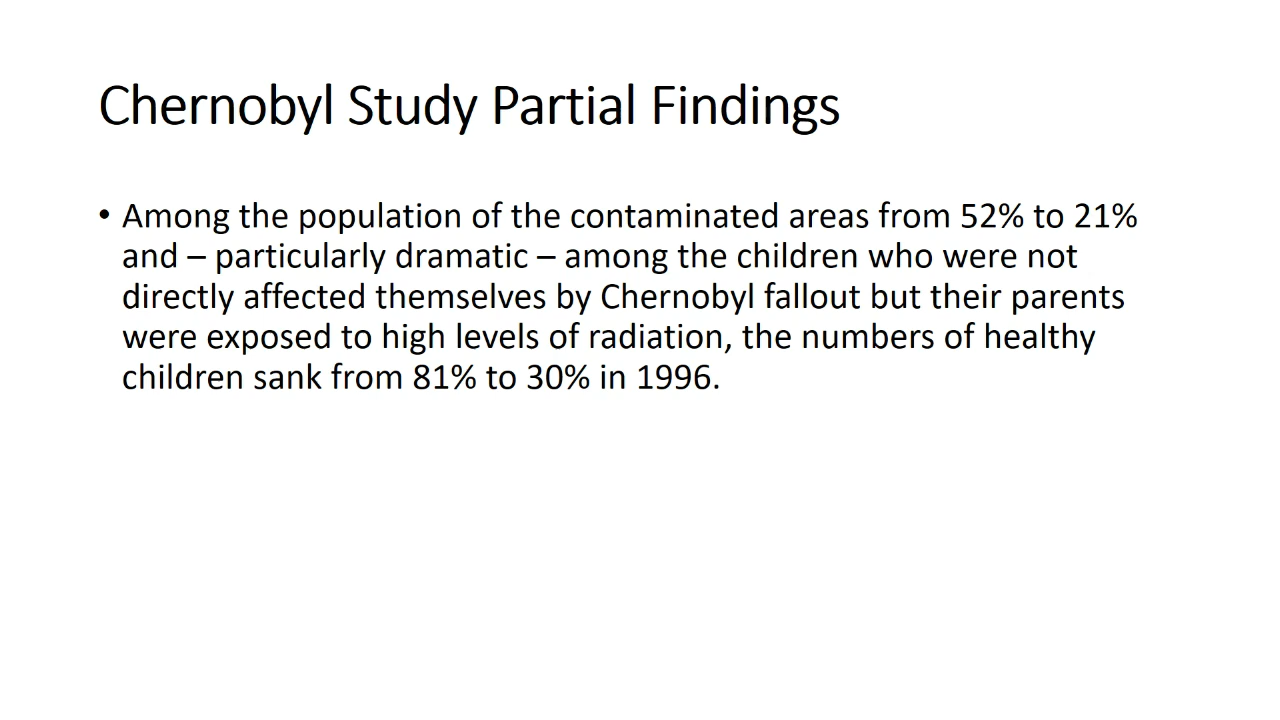 Chernobyl Study Partial Findings
• Among the population of the contaminated areas from 52% to 21%
and – particularly dramatic – among the children who were not
directly affected themselves by Chernobyl fallout but their parents
were exposed to high levels of radiation, the numbers of healthy
children sank from 81% to 30% in 1996.